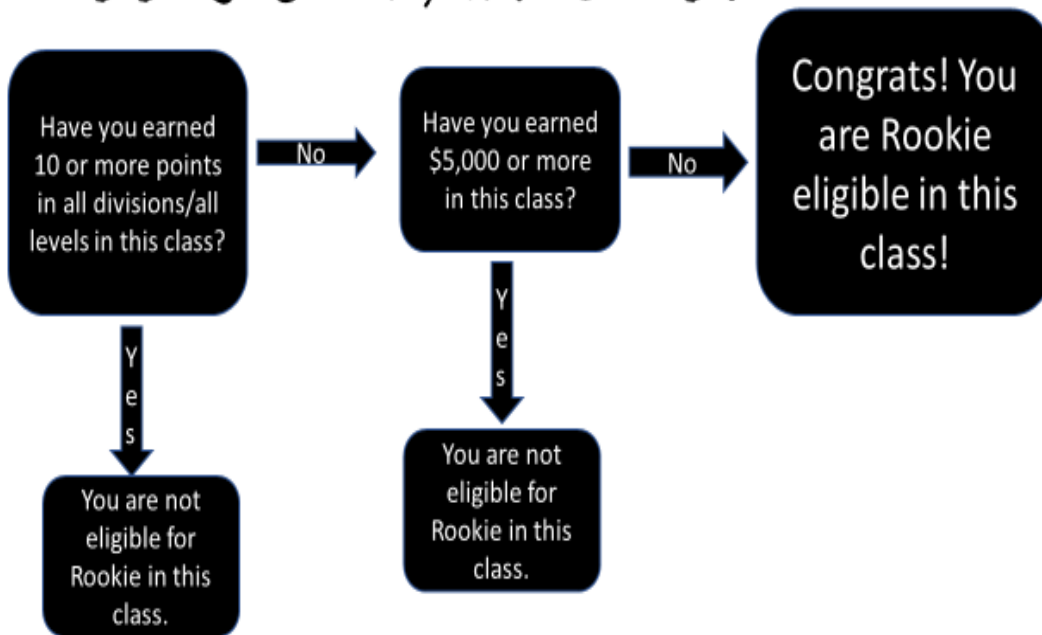 Have you earned
10 or more points
in all divisions/all
levels in this class?
No
Have you earned
$5,000 or more
in this class?
No
Congrats! You
are Rookie
eligible in this
class!
Yes
Yes
You are not
eligible for
Rookie in this
class.
You are not
eligible for
Rookie in this
class.